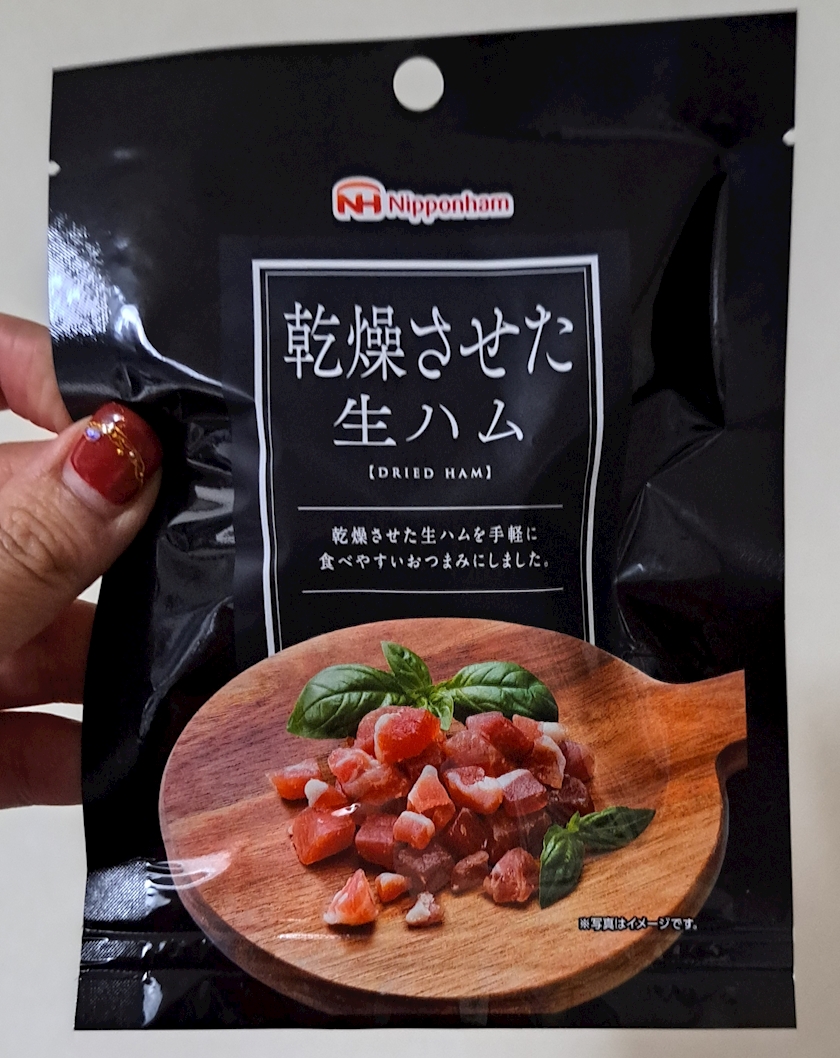 NH Nipponham
乾燥させた
生ハム
【DRIED HAM】
乾燥させた生ハムを手軽に
食べやすいおつまみにしました。
※写真はイメージです。